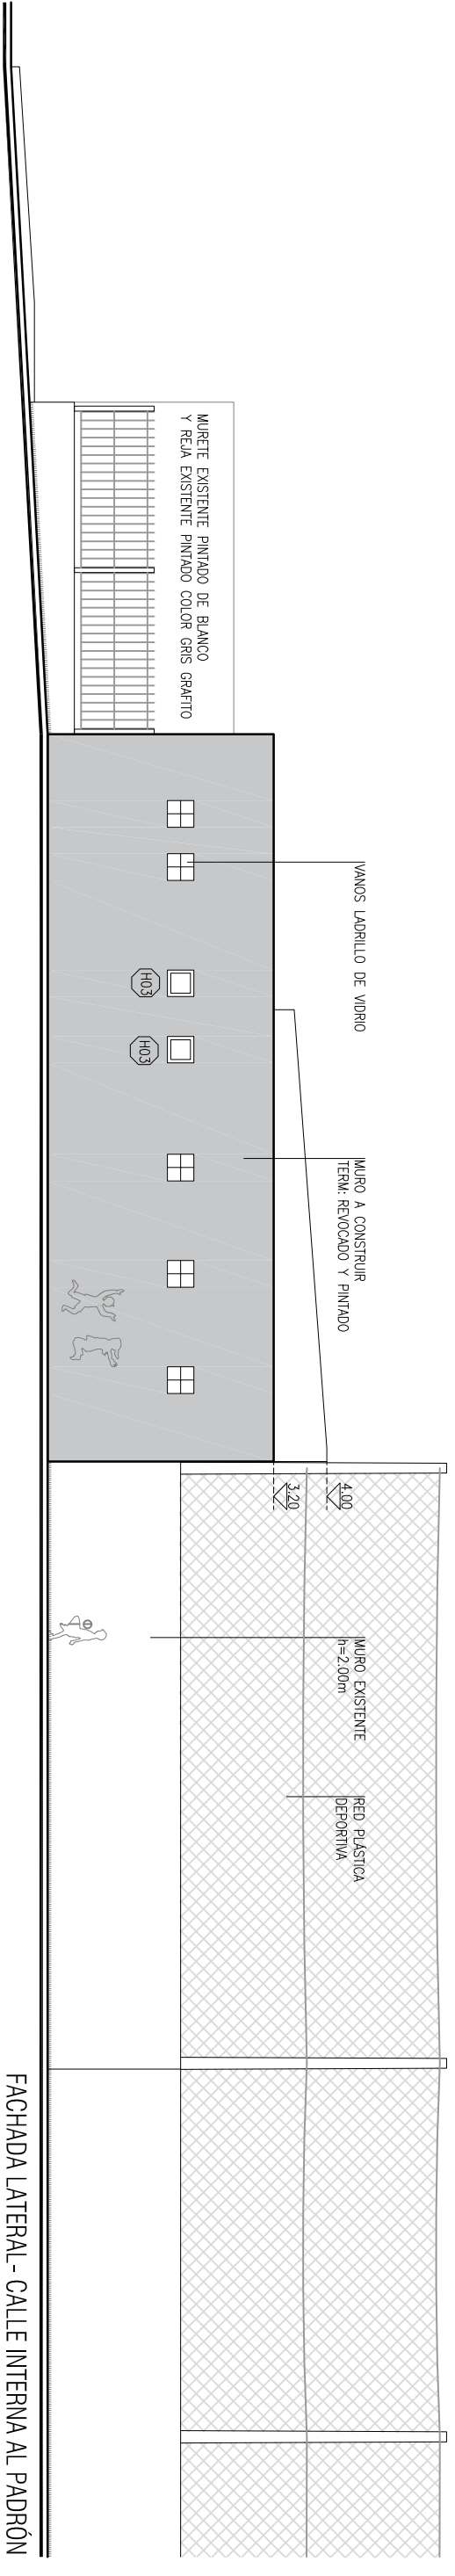 MURETE EXISTENTE PINTADO DE BLANCO
Y REJA EXISTENTE PINTADO COLOR GRIS GRAFITO
VANOS LADRILLO DE VIDRIO
H03
H03
MURO A CONSTRUIR
TERM: REVOCADO Y PINTADO
4.00
3.20
MURO EXISTENTE
h=2.00m
RED PLÁSTICA
DEPORTIVA
FACHADA LATERAL- CALLE INTERNA AL PADRÓN